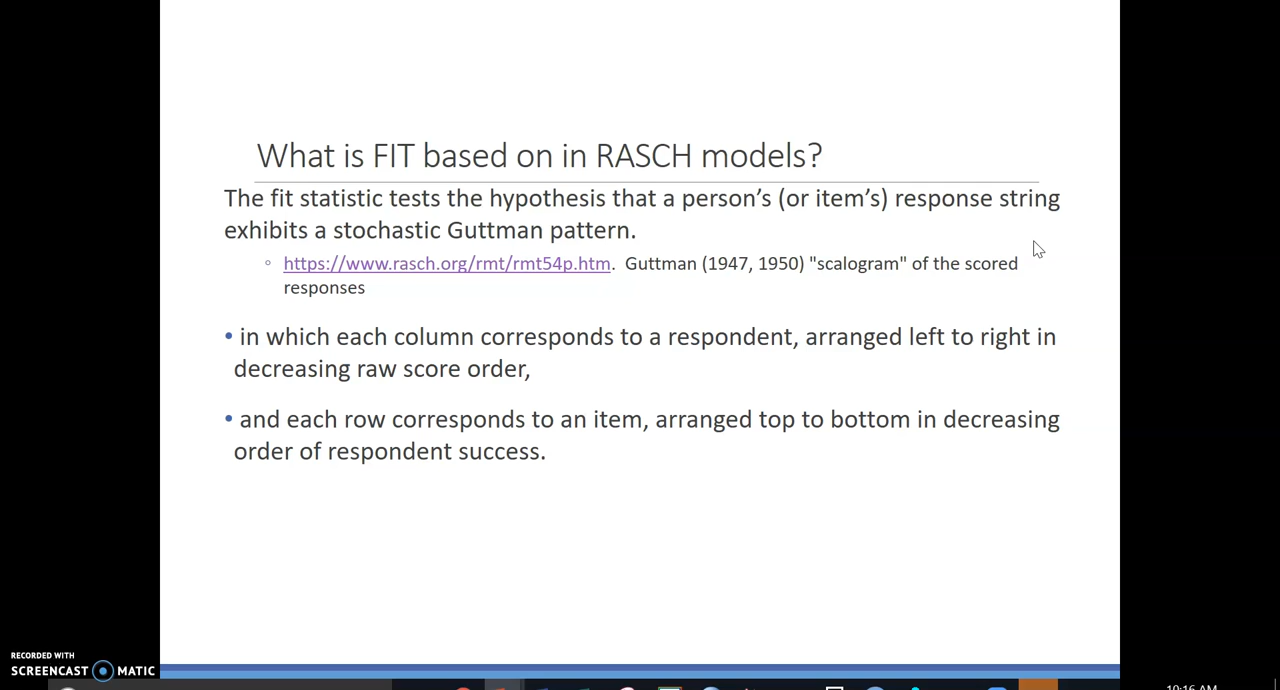 What is FIT based on in RASCH models?
The fit statistic tests the hypothesis that a person's (or item's) response string
exhibits a stochastic Guttman pattern.
◦ https://www.rasch.org/rmt/rmt54p.htm. Guttman (1947, 1950) "scalogram" of the scored
responses
• in which each column corresponds to a respondent, arranged left to right in
decreasing raw score order,
• and each row corresponds to an item, arranged top to bottom in decreasing
order of respondent success.
RECORDED WITH
SCREENCAST MATIC
10:16 AM